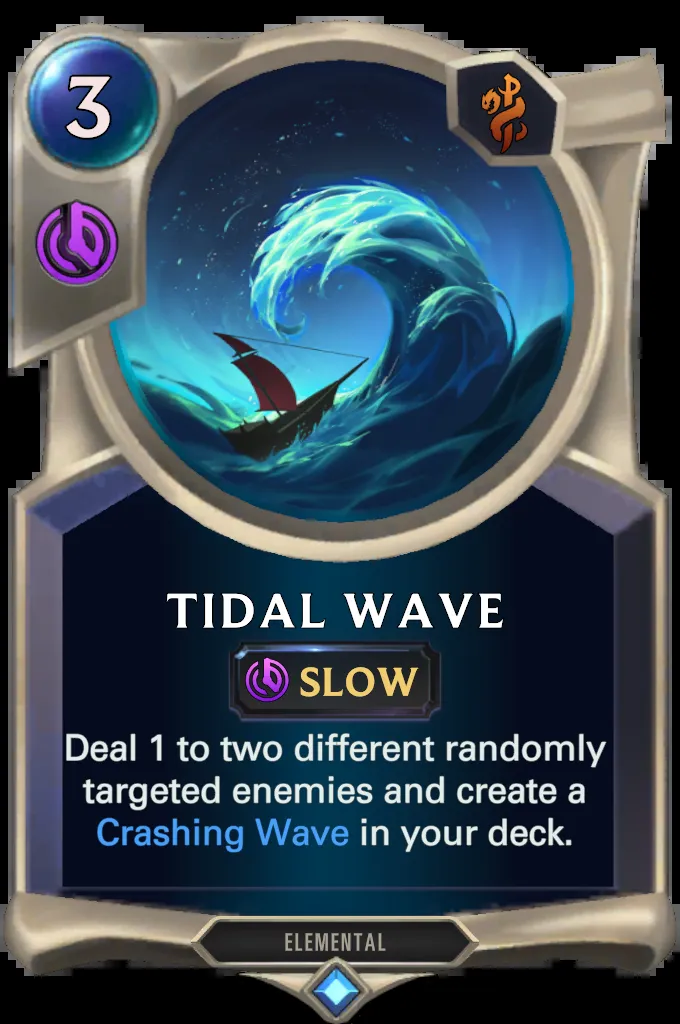 3
TIDAL WAVE
SLOW
Deal 1 to two different randomly
targeted enemies and create a
Crashing Wave in your deck.
ELEMENTAL